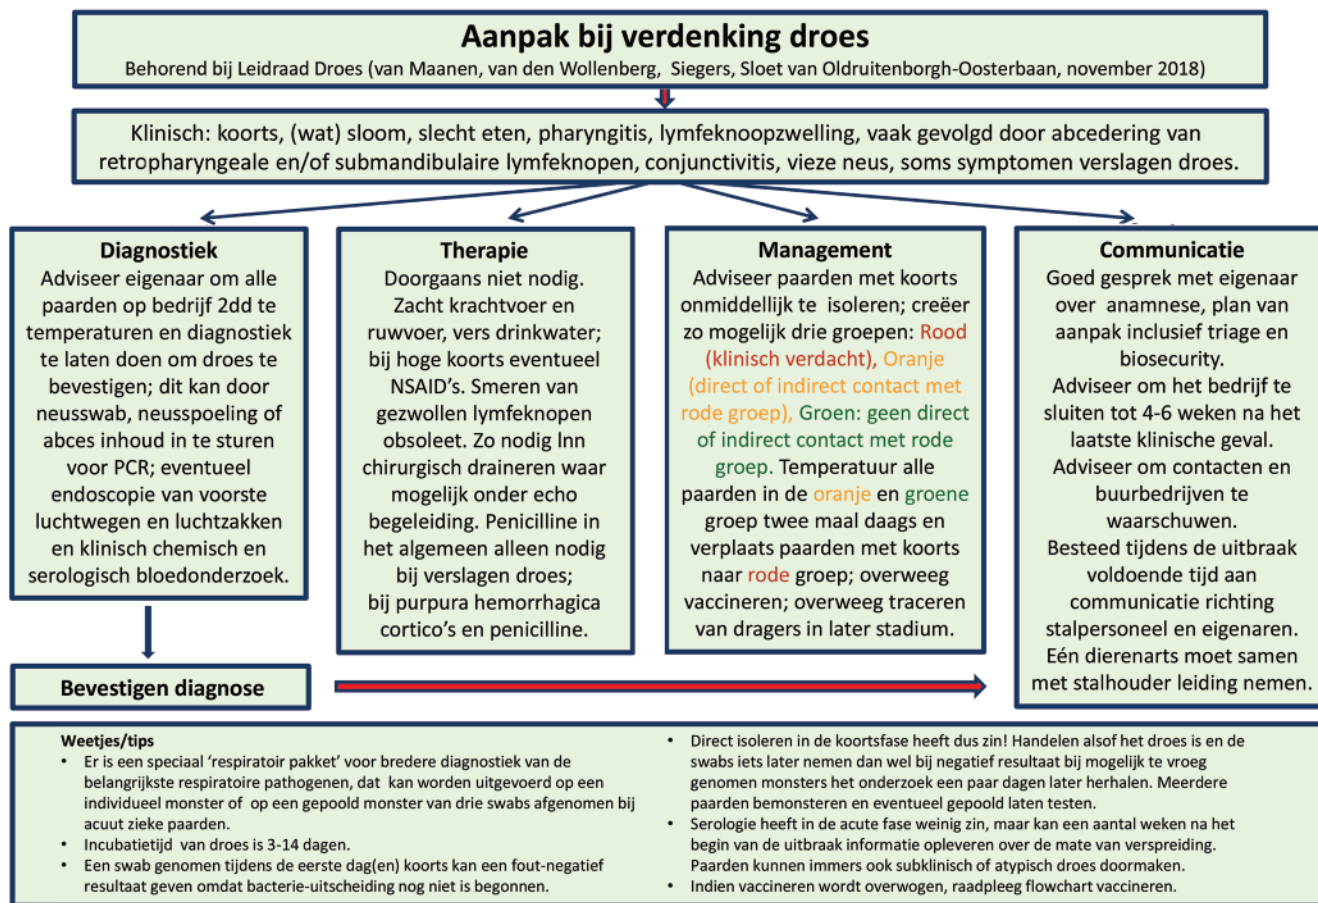 Aanpak bij verdenking droes
Behorend bij Leidraad Droes (van Maanen, van den Wollenberg, Siegers, Sloet van Oldruitenborgh-Oosterbaan, november 2018)
Klinisch: koorts, (wat) sloom, slecht eten, pharyngitis, lymfeknoopzwelling, vaak gevolgd door abcedering van
retropharyngeale en/of submandibulaire lymfeknopen, conjunctivitis, vieze neus, soms symptomen verslagen droes.
Diagnostiek
Adviseer eigenaar om alle
paarden op bedrijf 2dd te
temperaturen en diagnostiek
te laten doen om droes te
bevestigen; dit kan door
neusswab, neusspoeling of
abces inhoud in te sturen
voor PCR; eventueel
endoscopie van voorste
luchtwegen en luchtzakken
en klinisch chemisch en
serologisch bloedonderzoek.
Therapie
Doorgaans niet nodig.
Zacht krachtvoer en
ruwvoer, vers drinkwater;
bij hoge koorts eventueel
NSAID's. Smeren van
gezwollen lymfeknopen
obsoleet. Zo nodig lnn
chirurgisch draineren waar
mogelijk onder echo
begeleiding. Penicilline in
het algemeen alleen nodig
bij verslagen droes;
bij purpura hemorrhagica
cortico's en penicilline.
Management
Adviseer paarden met koorts
onmiddellijk te isoleren; creëer
zo mogelijk drie groepen: Rood
(klinisch verdacht), Oranje
(direct of indirect contact met
rode groep), Groen: geen direct
of indirect contact met rode
groep. Temperatuur alle
paarden in de oranje en groene
groep twee maal daags en
verplaats paarden met koorts
naar rode groep; overweeg
vaccineren; overweeg traceren
van dragers in later stadium.
Communicatie
Goed gesprek met eigenaar
over anamnese, plan van
aanpak inclusief triage en
biosecurity.
Adviseer om het bedrijf te
sluiten tot 4-6 weken na het
laatste klinische geval.
Adviseer om contacten en
buurbedrijven te
waarschuwen.
Besteed tijdens de uitbraak
voldoende tijd aan
communicatie richting
stalpersoneel en eigenaren.
Eén dierenarts moet samen
met stalhouder leiding nemen.
Bevestigen diagnose
Weetjes/tips
• Er is een speciaal 'respiratoir pakket' voor bredere diagnostiek van de
belangrijkste respiratoire pathogenen, dat kan worden uitgevoerd op een
individueel monster of op een gepoold monster van drie swabs afgenomen bij
acuut zieke paarden.
• Incubatietijd van droes is 3-14 dagen.
• Een swab genomen tijdens de eerste dag(en) koorts kan een fout-negatief
resultaat geven omdat bacterie-uitscheiding nog niet is begonnen.
• Direct isoleren in de koortsfase heeft dus zin! Handelen alsof het droes is en de
swabs iets later nemen dan wel bij negatief resultaat bij mogelijk te vroeg
genomen monsters het onderzoek een paar dagen later herhalen. Meerdere
paarden bemonsteren en eventueel gepoold laten testen.
• Serologie heeft in de acute fase weinig zin, maar kan een aantal weken na het
begin van de uitbraak informatie opleveren over de mate van verspreiding.
Paarden kunnen immers ook subklinisch of atypisch droes doormaken.
• Indien vaccineren wordt overwogen, raadpleeg flowchart vaccineren.